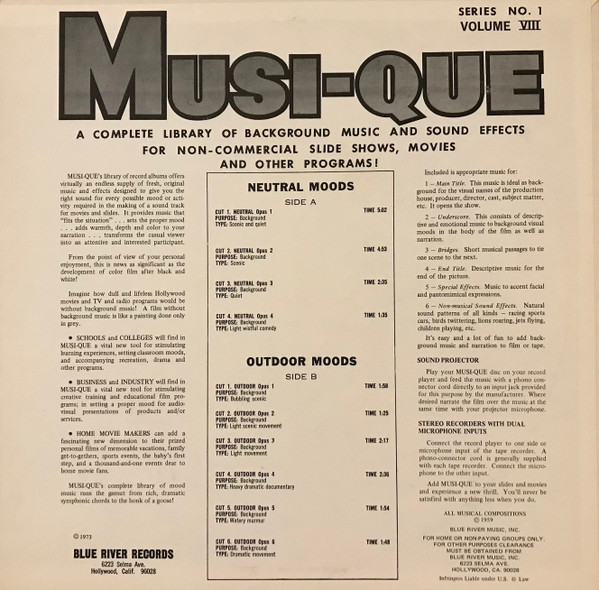 SERIES NO. 1
VOLUME VIII
MUSI-QUE
A COMPLETE LIBRARY OF BACKGROUND MUSIC AND SOUND EFFECTS
FOR NON-COMMERCIAL SLIDE SHOWS, MOVIES
AND OTHER PROGRAMS!
MUSI-QUE's library of record albums offers
virtually an endless supply of fresh, original
music and effects designed to give you the
right sound for every possible mood or acti-
vity required in the making of a sound track
for movies and slides. It provides music that
"fits the situation" . . . sets the proper mood
. . . adds warmth, depth and color to your
narration . . . transforms the casual viewer
into an attentive and interested participant.
From the point of view of your personal
enjoyment, this is news as significant as the
development of color film after black and
white!
Imagine how dull and lifeless Hollywood
movies and TV and radio programs would be
without background music! A film without
background music is like a painting done only
in grey.
• SCHOOLS and COLLEGES will find in
MUSI-QUE a vital new tool for stimulating
learning experiences, setting classroom moods,
and accompanying recreation, drama and
other programs.
• BUSINESS and INDUSTRY will find in
MUSI-QUE a vital new tool for stimulating
creative training and educational film pro-
grams; in setting a proper mood for audio-
visual presentations of products and/or
services.
• HOME MOVIE MAKERS can add a
fascinating new dimension to their prized
personal films of memorable vacations, family
get-to-gethers, sports events, the baby's first
step, and a thousand-and-one events dear to
home movie fans.
MUSI-QUE's complete library of mood
music runs the gamut from rich, dramatic
symphonic chords to the honk of a goose!
© 1973
BLUE RIVER RECORDS
6223 Selma Ave.
Hollywood, Calif. 90028
NEUTRAL MOODS
SIDE A
CUT 1. NEUTRAL Opus 1 TIME 5:02
PURPOSE: Background
TYPE: Scenic and quiet
CUT 2. NEUTRAL Opus 2 TIME 4:53
PURPOSE: Background
TYPE: Scenic
CUT 3. NEUTRAL Opus 3 TIME 2:35
PURPOSE: Background
TYPE: Quiet
CUT 4. NEUTRAL Opus 4 TIME 1:35
PURPOSE: Background
TYPE: Light wistful comedy
OUTDOOR MOODS
SIDE B
CUT 1. OUTDOOR Opus 1 TIME 1:58
PURPOSE: Background
TYPE: Bubbling scenic
CUT 2. OUTDOOR Opus 2 TIME 1:25
PURPOSE: Background
TYPE: Light scenic movement
CUT 3. OUTDOOR Opus 3 TIME 2:17
PURPOSE: Background
TYPE: Light movement
CUT 4. OUTDOOR Opus 4 TIME 2:36
PURPOSE: Background
TYPE: Heavy dramatic documentary
CUT 5. OUTDOOR Opus 5 TIME 1:54
PURPOSE: Background
TYPE: Watery murmur
CUT 6. OUTDOOR Opus 6 TIME 1:48
PURPOSE: Background
TYPE: Dramatic movement
Included is appropriate music for:
1 – Main Title. This music is ideal as back-
ground for the visual names of the production
house, producer, director, cast, subject matter,
etc. It opens the show.
2 – Underscore. This consists of descrip-
tive and emotional music to background visual
moods in the body of the film as well as
narration.
3 – Bridges. Short musical passages to tie
one scene to the next.
4 – End Title. Descriptive music for the
end of the picture.
5 – Special Effects. Music to accent facial
and pantomimical expressions.
6 – Non-musical Sound Effects. Natural
sound patterns of all kinds – racing sports
cars, birds twittering, lions roaring, jets flying,
children playing, etc.
It's easy and a lot of fun to add back-
ground music and narration to film or tape.
SOUND PROJECTOR
Play your MUSI-QUE disc on your record
player and feed the music with a phono con-
nector cord directly to an input jack provided
for this purpose by the manufacturer. Where
desired narrate the film over the music at the
same time with your projector microphone.
STEREO RECORDERS WITH DUAL
MICROPHONE INPUTS
Connect the record player to one side or
microphone input of the tape recorder. A
phono-connector cord is generally supplied
with each tape recorder. Connect the micro-
phone to the other input.
Add MUSI-QUE to your slides and movies
and experience a new thrill. You'll never be
satisfied with anything less when you do.
ALL MUSICAL COMPOSITIONS
© 1959
BLUE RIVER MUSIC, INC.
FOR HOME OR NON-PAYING GROUPS ONLY.
FOR OTHER PURPOSES CLEARANCE
MUST BE OBTAINED FROM
BLUE RIVER MUSIC, INC.
6223 SELMA AVE.
HOLLYWOOD, CA. 90028
Infringers Liable under U.S. © Law